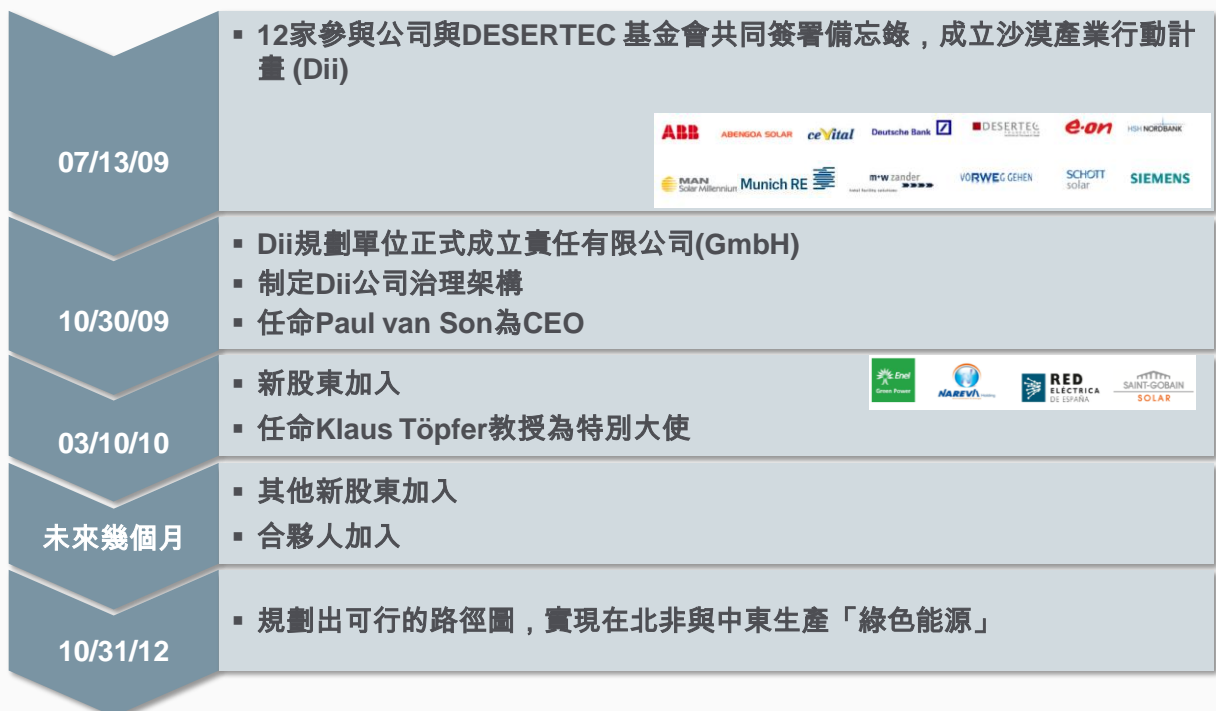 ▪ 12家參與公司與DESERTEC 基金會共同簽署備忘錄，成立沙漠產業行動計
畫 (Dii)
07/13/09
ABB ABENGOA SOLAR ceVital Deutsche Bank DESERTEC e·on HSH NORDBANK
MAN Solar Millennium Munich RE m+w zander VORWEG GEHEN SCHOTT solar SIEMENS
▪ Dii規劃單位正式成立責任有限公司(GmbH)
▪ 制定Dii公司治理架構
10/30/09
▪ 任命Paul van Son為CEO
▪ 新股東加入
Enel Green Power NAREVA Holding RED ELÉCTRICA DE ESPAÑA SAINT-GOBAIN SOLAR
03/10/10
▪ 任命Klaus Töpfer教授為特別大使
▪ 其他新股東加入
未來幾個月
▪ 合夥人加入
▪ 規劃出可行的路徑圖，實現在北非與中東生產「綠色能源」
10/31/12